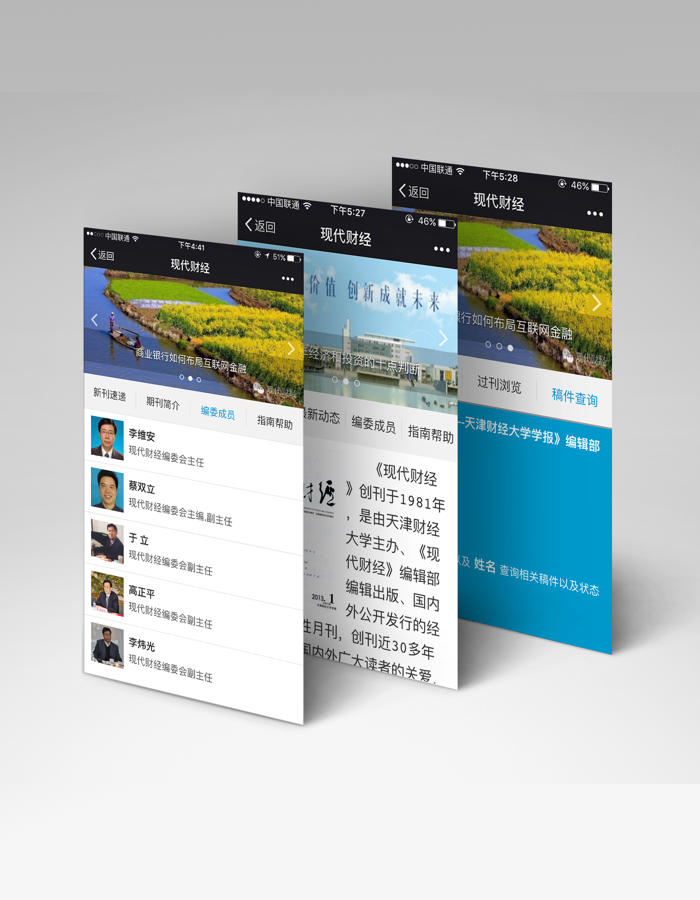 中国联通
下午4:41
51%
返回
现代财经
商业银行如何布局互联网金融
新刊速递
期刊简介
编委成员
指南帮助
李维安
现代财经编委会主任
蔡双立
现代财经编委会主编,副主任
于 立
现代财经编委会副主任
高正平
现代财经编委会副主任
李炜光
现代财经编委会副主任
中国联通
下午5:27
46%
返回
现代财经
价值 创新成就未来
经济和投资的十点判断
最新动态
编委成员
指南帮助
《现代财经
》创刊于1981年
，是由天津财经
大学主办、《现
代财经》编辑部
编辑出版、国内
外公开发行的经
性月刊，创刊近30多年
国内外广大读者的关爱，
2015.1
中国联通
下午5:28
46%
返回
现代财经
银行如何布局互联网金融
过刊浏览
稿件查询
—天津财经大学学报》编辑部
以及 姓名 查询相关稿件以及状态